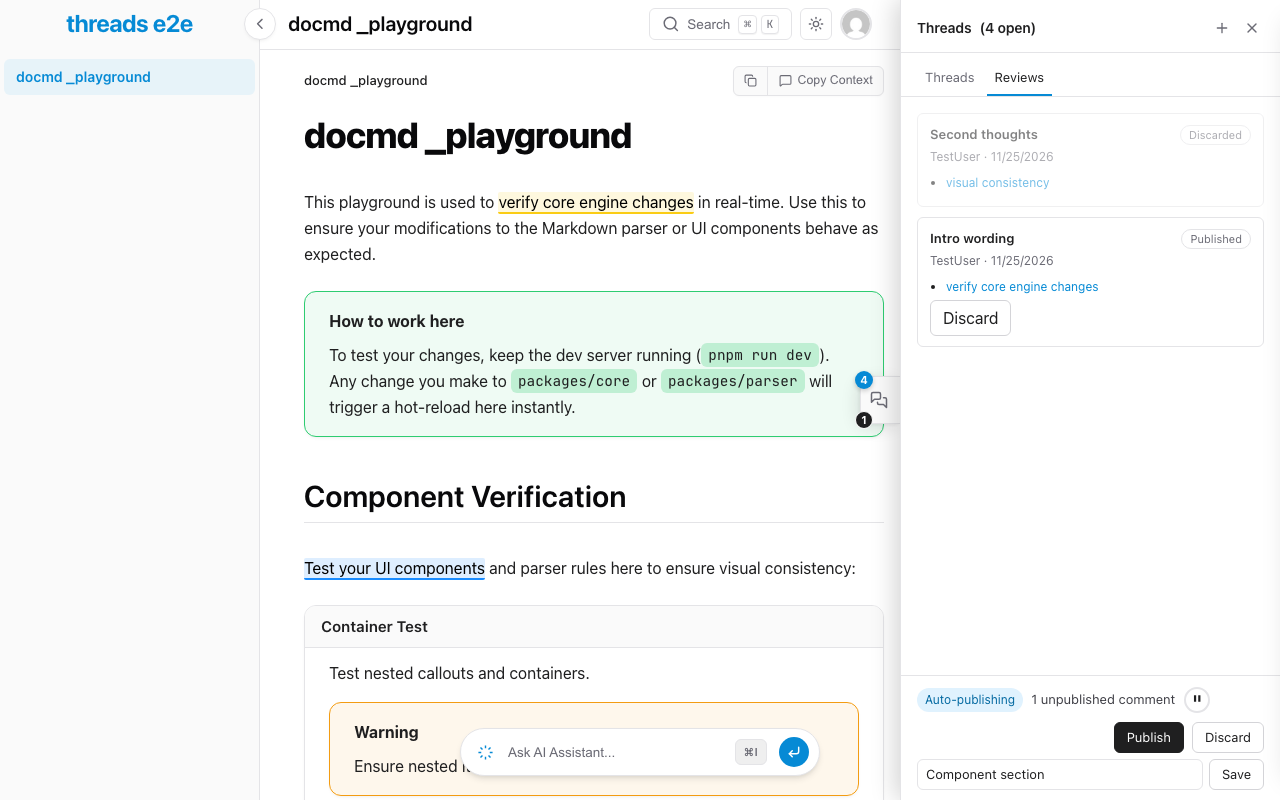 threads e2e
docmd _playground
docmd _playground
Search ⌘ K
docmd _playground
Copy Context
docmd _playground
This playground is used to verify core engine changes in real-time. Use this to
ensure your modifications to the Markdown parser or UI components behave as
expected.
How to work here
To test your changes, keep the dev server running ( pnpm run dev ).
Any change you make to packages/core or packages/parser will
trigger a hot-reload here instantly.
4
1
Component Verification
Test your UI components and parser rules here to ensure visual consistency:
Container Test
Test nested callouts and containers.
Warning
Ensure nested
Ask AI Assistant...
⌘I
Threads (4 open)
Threads
Reviews
Second thoughts
Discarded
TestUser · 11/25/2026
• visual consistency
Intro wording
Published
TestUser · 11/25/2026
• verify core engine changes
Discard
Auto-publishing
1 unpublished comment
Publish
Discard
Component section
Save